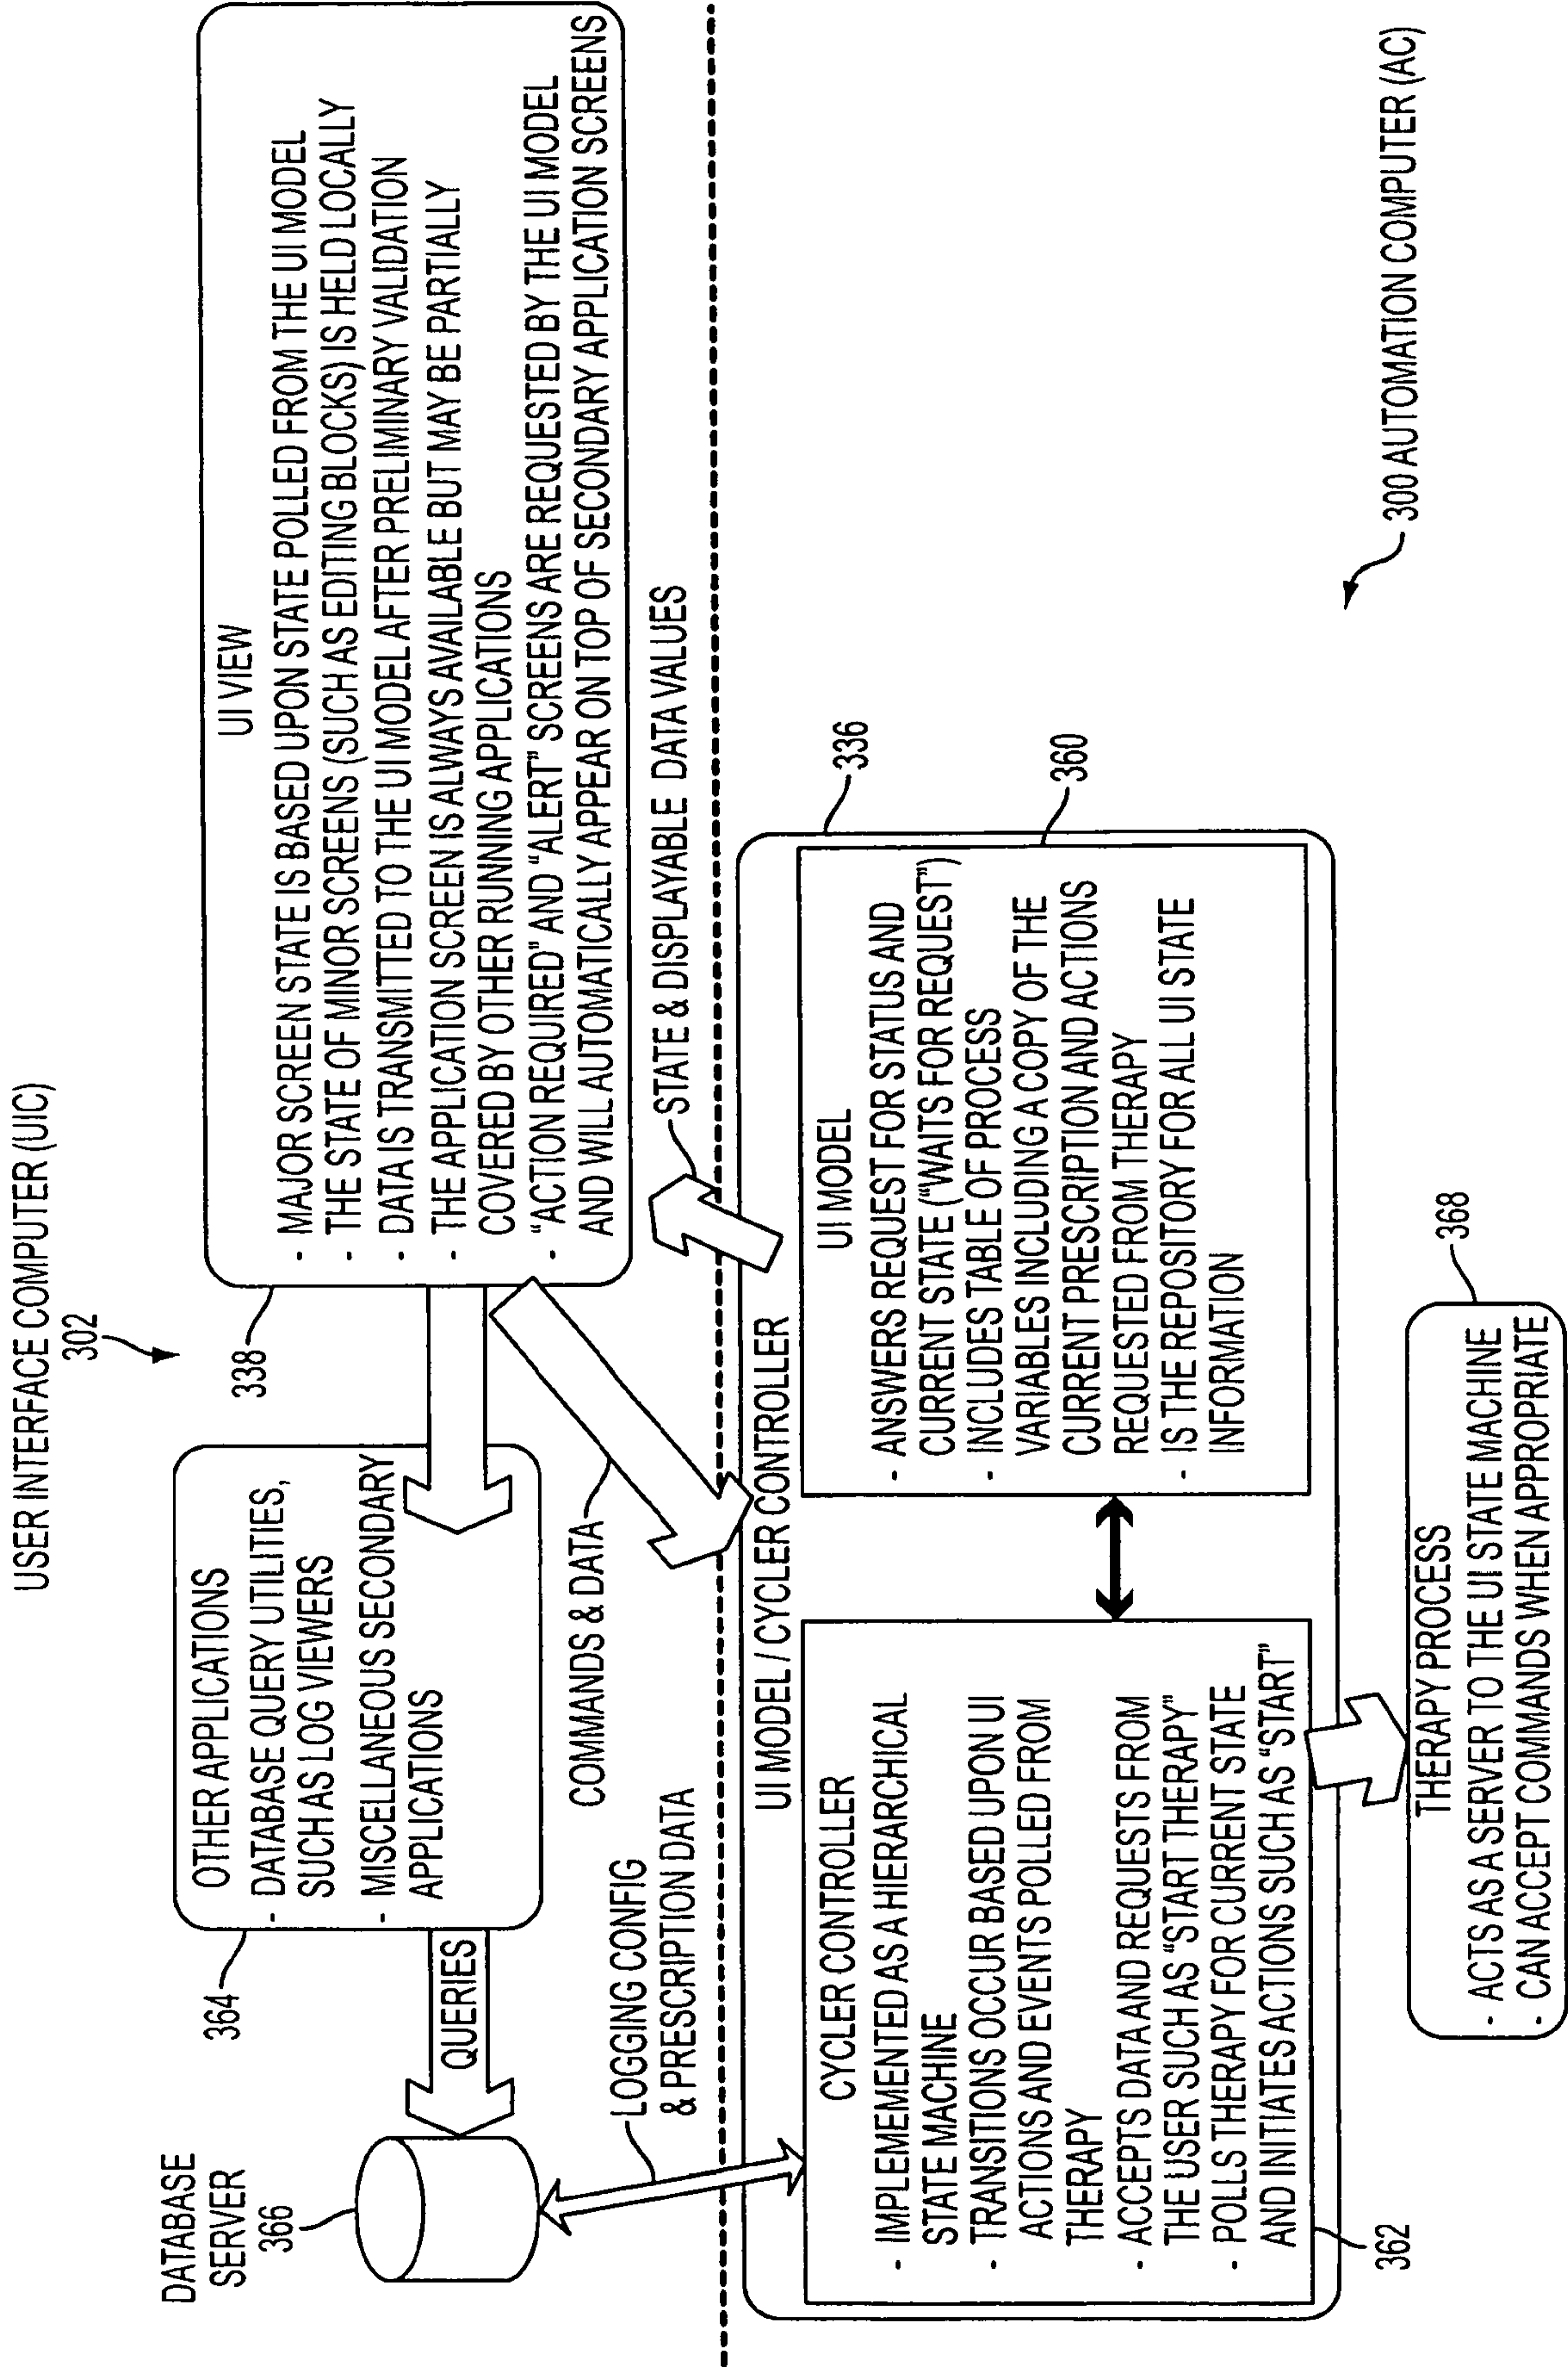 USER INTERFACE COMPUTER (UIC)
302
DATABASE
SERVER
366
QUERIES
364
OTHER APPLICATIONS
- DATABASE QUERY UTILITIES,
SUCH AS LOG VIEWERS
- MISCELLANEOUS SECONDARY
APPLICATIONS
338
UI VIEW
- MAJOR SCREEN STATE IS BASED UPON STATE POLLED FROM THE UI MODEL
- THE STATE OF MINOR SCREENS (SUCH AS EDITING BLOCKS) IS HELD LOCALLY
- DATA IS TRANSMITTED TO THE UI MODEL AFTER PRELIMINARY VALIDATION
- THE APPLICATION SCREEN IS ALWAYS AVAILABLE BUT MAY BE PARTIALLY
COVERED BY OTHER RUNNING APPLICATIONS
- "ACTION REQUIRED" AND "ALERT" SCREENS ARE REQUESTED BY THE UI MODEL
AND WILL AUTOMATICALLY APPEAR ON TOP OF SECONDARY APPLICATION SCREENS
LOGGING CONFIG
& PRESCRIPTION DATA
COMMANDS & DATA
STATE & DISPLAYABLE DATA VALUES
UI MODEL / CYCLER CONTROLLER
336
CYCLER CONTROLLER
- IMPLEMENTED AS A HIERARCHICAL
STATE MACHINE
- TRANSITIONS OCCUR BASED UPON UI
ACTIONS AND EVENTS POLLED FROM
THERAPY
- ACCEPTS DATA AND REQUESTS FROM
THE USER SUCH AS "START THERAPY"
- POLLS THERAPY FOR CURRENT STATE
AND INITIATES ACTIONS SUCH AS "START"
362
UI MODEL
- ANSWERS REQUEST FOR STATUS AND
CURRENT STATE ("WAITS FOR REQUEST")
- INCLUDES TABLE OF PROCESS
VARIABLES INCLUDING A COPY OF THE
CURRENT PRESCRIPTION AND ACTIONS
REQUESTED FROM THERAPY
- IS THE REPOSITORY FOR ALL UI STATE
INFORMATION
360
THERAPY PROCESS
- ACTS AS A SERVER TO THE UI STATE MACHINE
- CAN ACCEPT COMMANDS WHEN APPROPRIATE
368
300 AUTOMATION COMPUTER (AC)